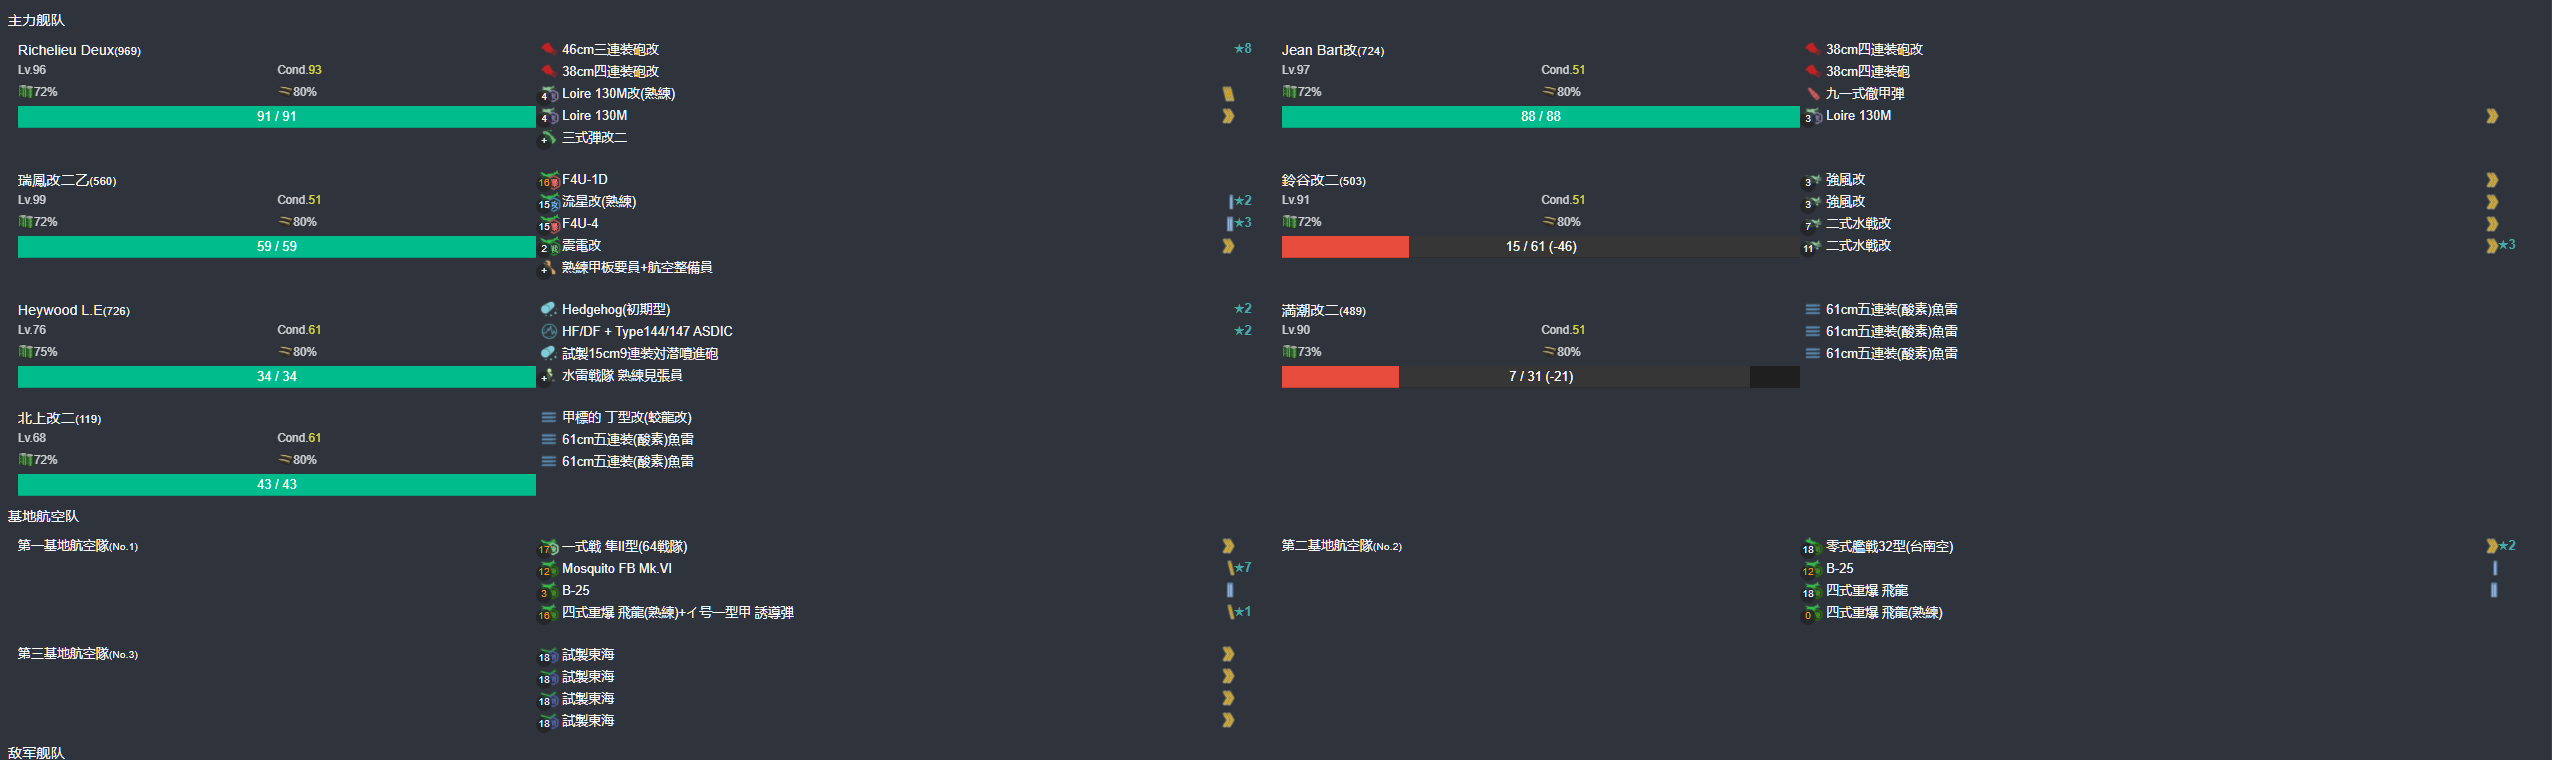 主力舰队
Richelieu Deux(969)
Lv.96 Cond.93
72% 80%
91 / 91
46cm三連装砲改 ★8
38cm四連装砲改
4 Loire 130M改(熟練)
4 Loire 130M
+ 三式弾改二
Jean Bart改(724)
Lv.97 Cond.51
72% 80%
88 / 88
38cm四連装砲改
38cm四連装砲
九一式徹甲弾
3 Loire 130M
瑞鳳改二乙(560)
Lv.99 Cond.51
72% 80%
59 / 59
16 F4U-1D
15 流星改(熟練) ★2
15 F4U-4 ★3
2 震電改
+ 熟練甲板要員+航空整備員
鈴谷改二(503)
Lv.91 Cond.51
72% 80%
15 / 61 (-46)
3 強風改
3 強風改
7 二式水戦改
11 二式水戦改 ★3
Heywood L.E(726)
Lv.76 Cond.61
75% 80%
34 / 34
Hedgehog(初期型) ★2
HF/DF + Type144/147 ASDIC ★2
試製15cm9連装対潜噴進砲
+ 水雷戦隊 熟練見張員
満潮改二(489)
Lv.90 Cond.51
73% 80%
7 / 31 (-21)
61cm五連装(酸素)魚雷
61cm五連装(酸素)魚雷
61cm五連装(酸素)魚雷
北上改二(119)
Lv.68 Cond.61
72% 80%
43 / 43
甲標的 丁型改(蛟龍改)
61cm五連装(酸素)魚雷
61cm五連装(酸素)魚雷
基地航空队
第一基地航空隊(No.1)
17 一式戦 隼II型(64戦隊)
12 Mosquito FB Mk.VI ★7
3 B-25
16 四式重爆 飛龍(熟練)+イ号一型甲 誘導弾 ★1
第二基地航空隊(No.2)
18 零式艦戦32型(台南空) ★2
12 B-25
18 四式重爆 飛龍
0 四式重爆 飛龍(熟練)
第三基地航空隊(No.3)
18 試製東海
18 試製東海
18 試製東海
18 試製東海
敌军舰队